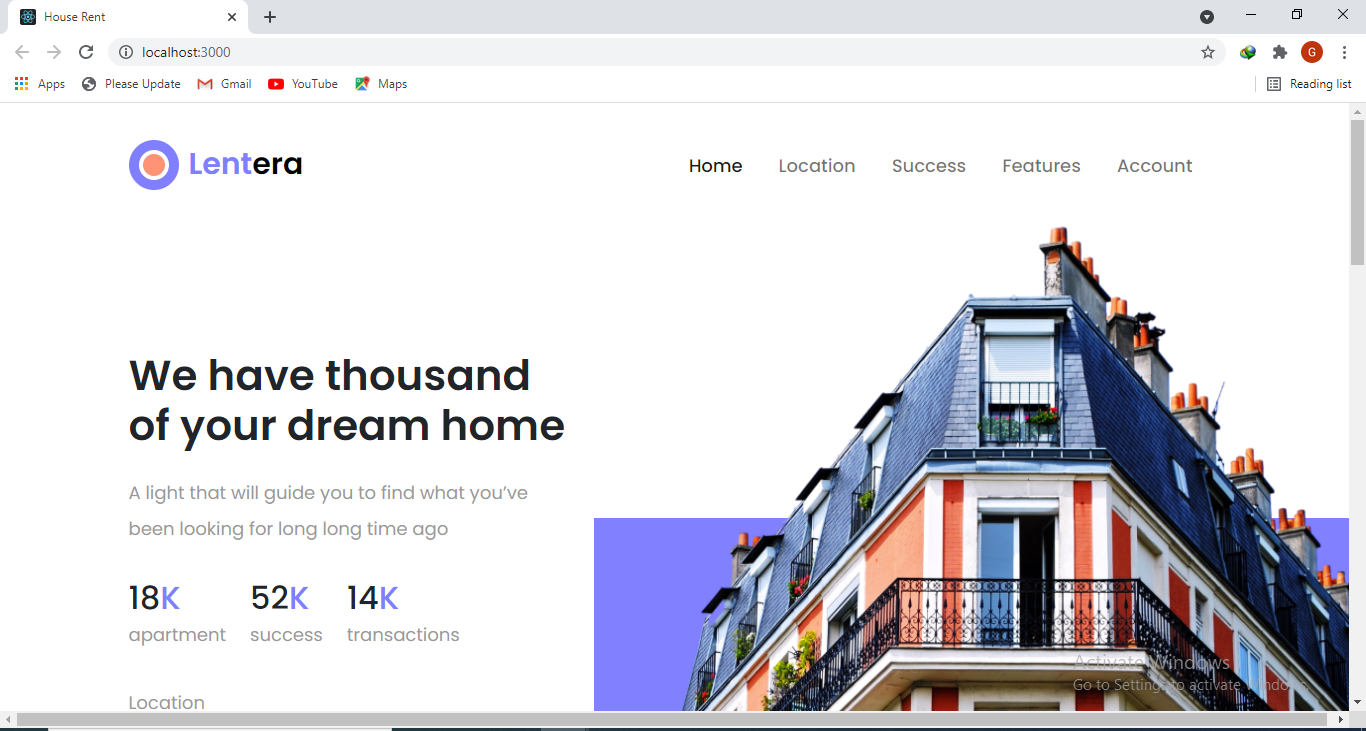 House Rent
localhost:3000
G
Apps Please Update Gmail YouTube Maps Reading list
Lentera
Home Location Success Features Account
We have thousand
of your dream home
A light that will guide you to find what you’ve
been looking for long long time ago
18K 52K 14K
apartment success transactions
Location
Activate Windows
Go to Settings to activate Windows.